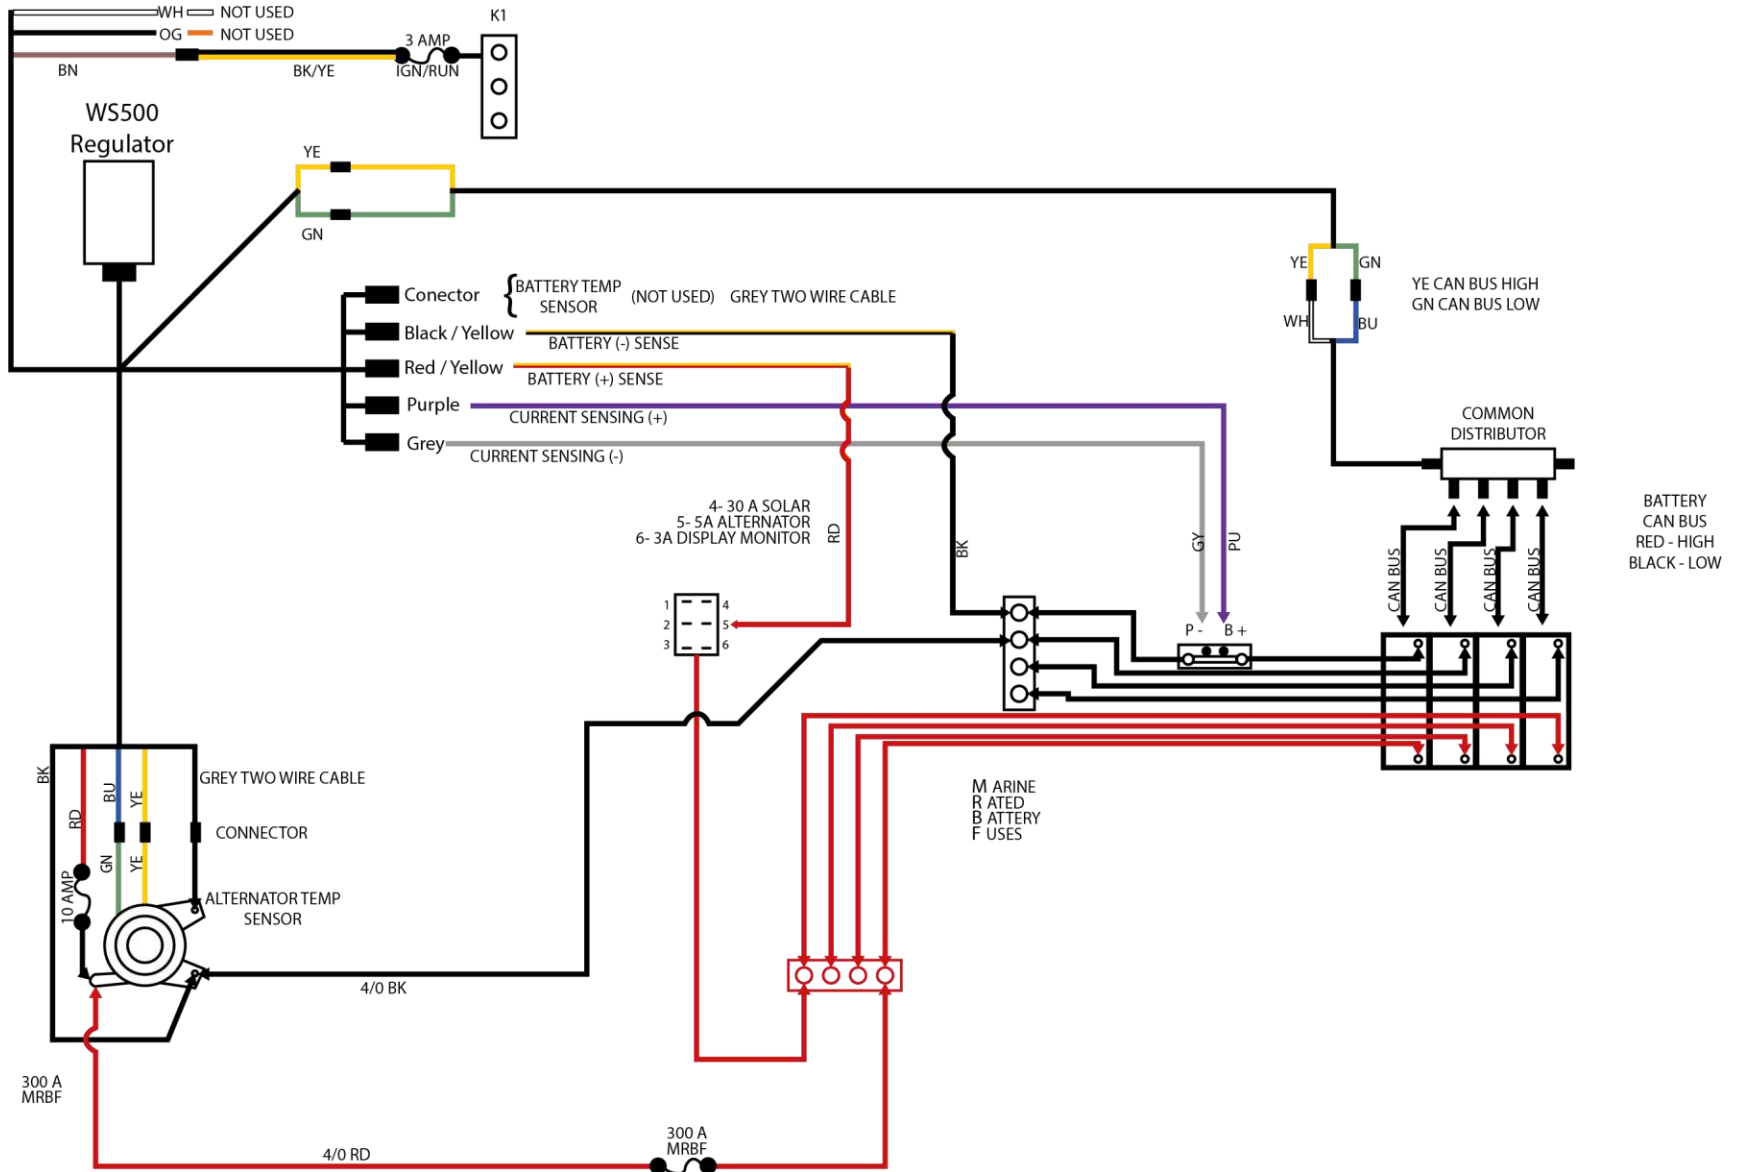 WH NOT USED
OG NOT USED
BN
BK/YE
3 AMP
IGN/RUN
K1
WS500
Regulator
YE
GN
Conector
BATTERY TEMP
SENSOR
(NOT USED) GREY TWO WIRE CABLE
Black / Yellow
BATTERY (-) SENSE
Red / Yellow
BATTERY (+) SENSE
Purple
CURRENT SENSING (+)
Grey
CURRENT SENSING (-)
YE
GN
WH
BU
YE CAN BUS HIGH
GN CAN BUS LOW
COMMON
DISTRIBUTOR
BATTERY
CAN BUS
RED - HIGH
BLACK - LOW
CAN BUS
CAN BUS
CAN BUS
CAN BUS
4- 30 A SOLAR
5- 5A ALTERNATOR
6- 3A DISPLAY MONITOR
RD
BK
GY
PU
1 4
2 5
3 6
P - B +
M ARINE
R ATED
B ATTERY
F USES
BK
RD
BU
YE
GREY TWO WIRE CABLE
CONNECTOR
GN
YE
10 AMP
ALTERNATOR TEMP
SENSOR
4/0 BK
300 A
MRBF
4/0 RD
300 A
MRBF